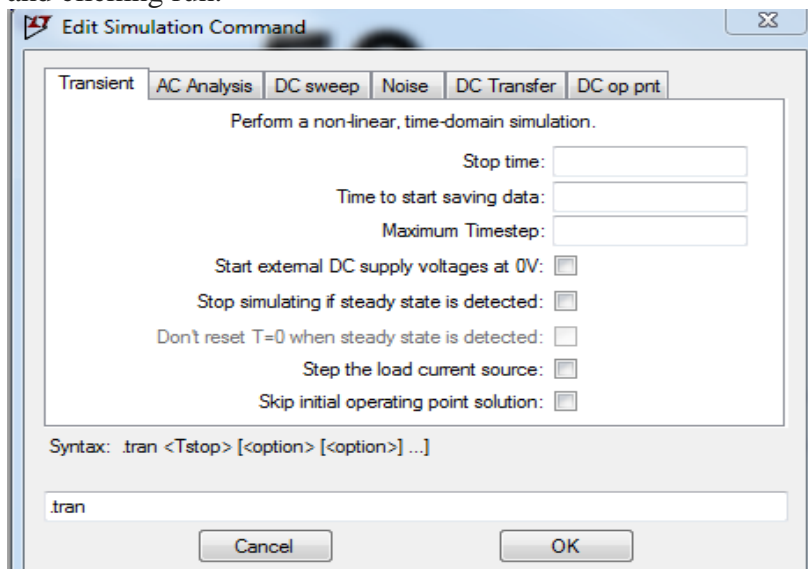 Edit Simulation Command
Transient AC Analysis DC sweep Noise DC Transfer DC op pnt
Perform a non-linear, time-domain simulation.
Stop time:
Time to start saving data:
Maximum Timestep:
Start external DC supply voltages at 0V:
Stop simulating if steady state is detected:
Don't reset T=0 when steady state is detected:
Step the load current source:
Skip initial operating point solution:
Syntax: .tran <Tstop> [<option> [<option>] ...]
.tran
Cancel OK